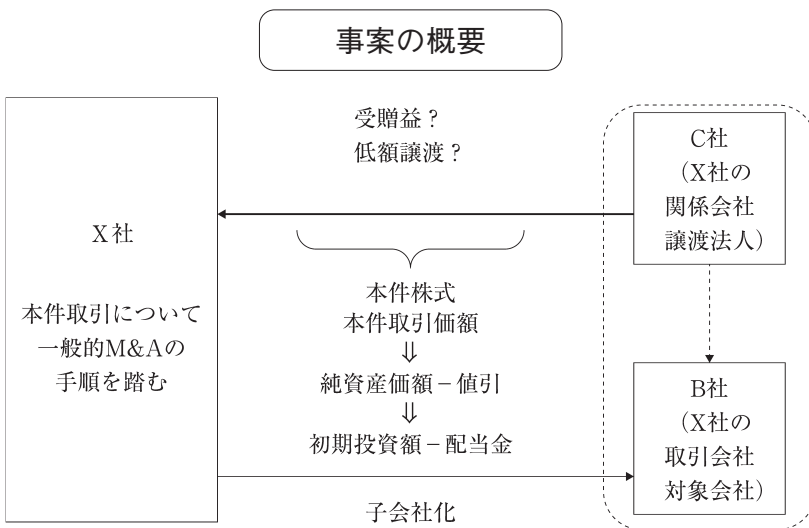 事案の概要
受贈益？
低額譲渡？
X社
本件取引について
一般的M&Aの
手順を踏む
本件株式
本件取引価額
⇓
純資産価額－値引
⇓
初期投資額－配当金
子会社化
C社
（X社の
関係会社
譲渡法人）
B社
（X社の
取引会社
対象会社）